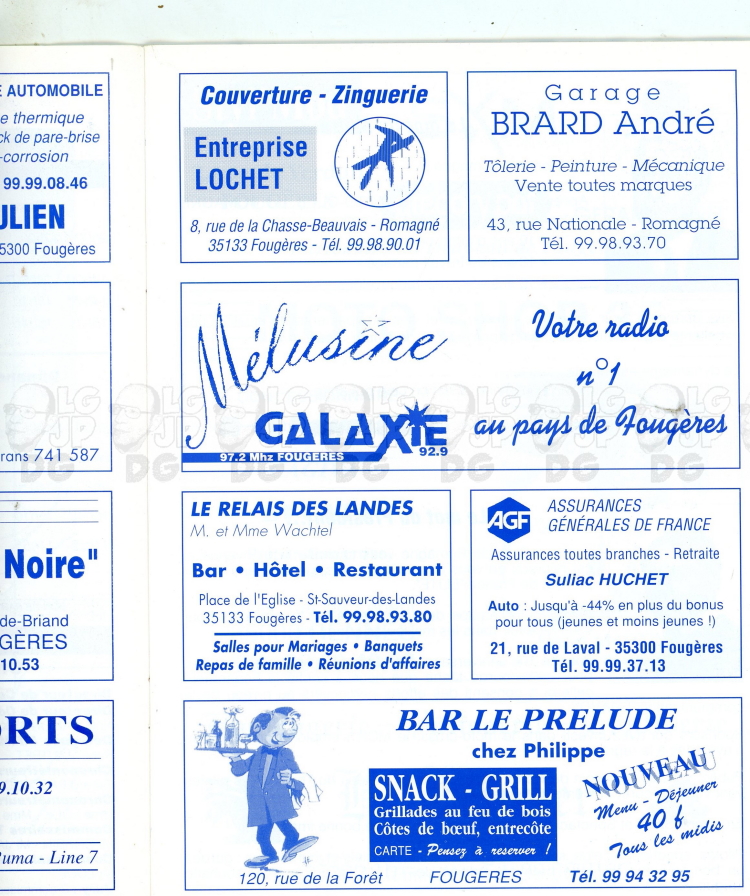 E AUTOMOBILE
e thermique
ck de pare-brise
-corrosion
99.99.08.46
ULIEN
5300 Fougères
rans 741 587
Noire"
de-Briand
GÈRES
10.53
ORTS
9.10.32
Puma - Line 7
Couverture - Zinguerie
Entreprise
LOCHET
8, rue de la Chasse-Beauvais - Romagné
35133 Fougères - Tél. 99.98.90.01
Garage
BRARD André
Tôlerie - Peinture - Mécanique
Vente toutes marques
43, rue Nationale - Romagné
Tél. 99.98.93.70
Mélusine
GALAXIE
97.2 Mhz FOUGERES 92.9
Votre radio
n°1
au pays de Fougères
LE RELAIS DES LANDES
M. et Mme Wachtel
Bar • Hôtel • Restaurant
Place de l'Eglise - St-Sauveur-des-Landes
35133 Fougères - Tél. 99.98.93.80
Salles pour Mariages • Banquets
Repas de famille • Réunions d'affaires
AGF
ASSURANCES
GÉNÉRALES DE FRANCE
Assurances toutes branches - Retraite
Suliac HUCHET
Auto : Jusqu'à -44% en plus du bonus
pour tous (jeunes et moins jeunes !)
21, rue de Laval - 35300 Fougères
Tél. 99.99.37.13
BAR LE PRELUDE
chez Philippe
SNACK - GRILL
Grillades au feu de bois
Côtes de bœuf, entrecôte
CARTE - Pensez à reserver !
NOUVEAU
Menu - Déjeuner
40 f
Tous les midis
120, rue de la Forêt FOUGERES Tél. 99 94 32 95
LG
JP
DG